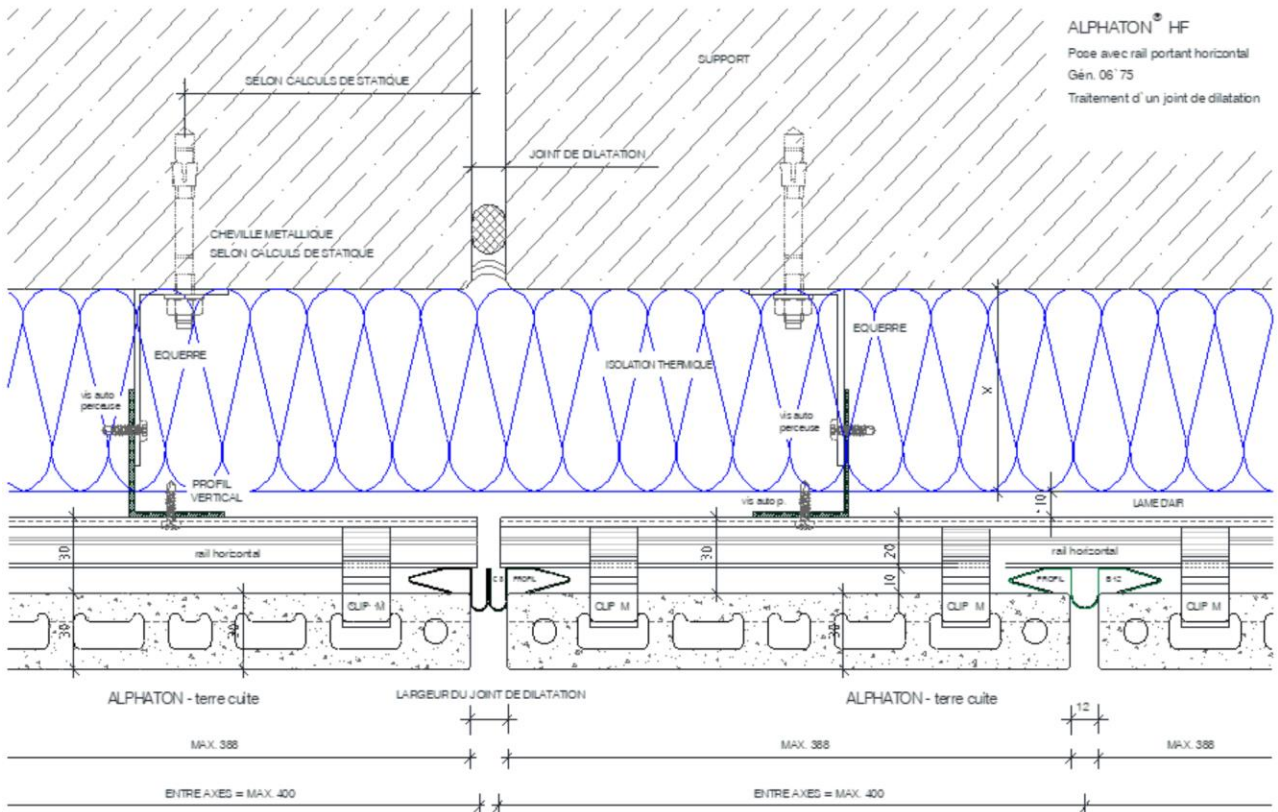 ALPHATON® HF
Pose avec rail portant horizontal
Gén. 06`75
Traitement d`un joint de dilatation
SUPPORT
SELON CALCULS DE STATIQUE
JOINT DE DILATATION
CHEVILLE METALLIQUE
SELON CALCULS DE STATIQUE
EQUERRE
EQUERRE
ISOLATION THERMIQUE
vis auto
perceuse
vis auto
perceuse
X
PROFIL
VERTICAL
vis auto p.
10
LAME D'AIR
30
rail horizontal
30
20
rail horizontal
10
PROFIL
PROFIL
CLIP M
CLIP M
CLIP M
CLIP M
30
30
30
ALPHATON - terre cuite
LARGEUR DU JOINT DE DILATATION
ALPHATON - terre cuite
12
MAX. 388
MAX. 388
MAX. 388
ENTRE AXES = MAX. 400
ENTRE AXES = MAX. 400